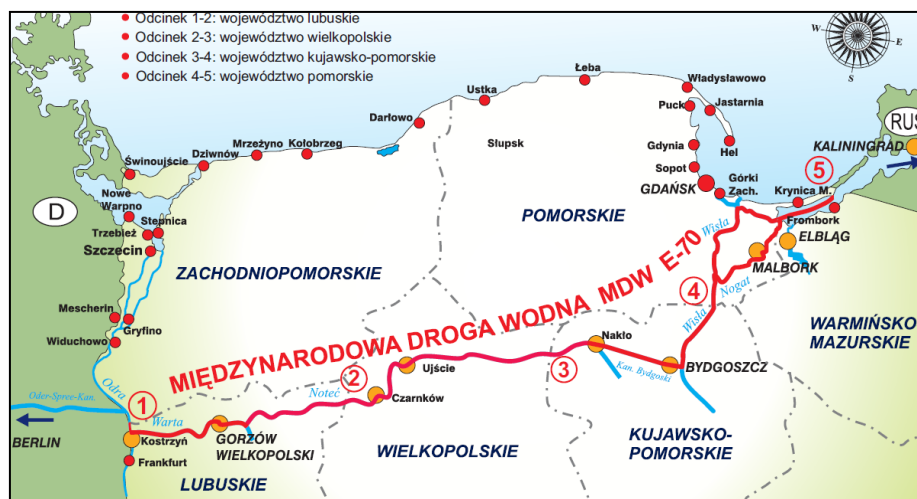 Odcinek 1-2: województwo lubuskie
Odcinek 2-3: województwo wielkopolskie
Odcinek 3-4: województwo kujawsko-pomorskie
Odcinek 4-5: województwo pomorskie
N
W
E
S
Łeba
Władysławowo
Ustka
Puck
Jastarnia
Darłowo
RUS
Slupsk
Gdynia
Hel
KALININGRAD
Mrzeżyno
Kołobrzeg
Dziwnów
Świnoujście
Sopot
5
Górki
Zach.
GDAŃSK
Krynica M.
Nowe
Warpno
D
Stepnica
Trzebież
Szczecin
POMORSKIE
Wisła
Frombork
ELBLĄG
MALBORK
ZACHODNIOPOMORSKIE
Nogat
4
Mescherin
Gryfino
Widuchowo
MIĘDZYNARODOWA DROGA WODNA MDW E-70
Wisła
WARMIŃSKO-
MAZURSKIE
Nakło
Ujście
3
Kan. Bydgoski
BYDGOSZCZ
Odra
2
Noteć
Czarnków
Oder-Spree-Kan.
1
Warta
BERLIN
Kostrzyń
GORZÓW
WIELKOPOLSKI
WIELKOPOLSKIE
KUJAWSKO-
POMORSKIE
Frankfurt
LUBUSKIE